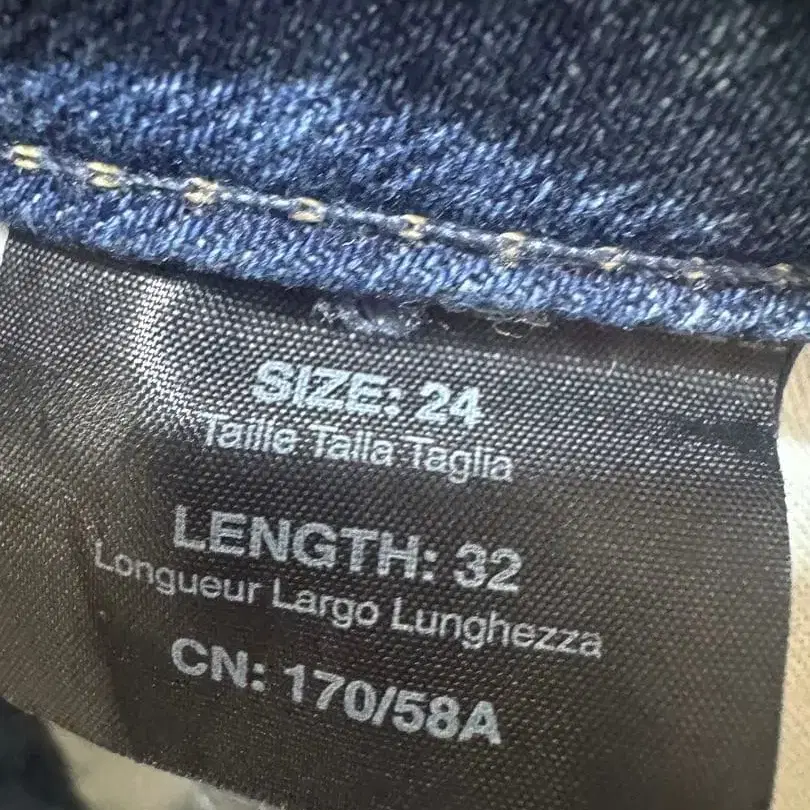 SIZE: 24
Taille Talla Taglia
LENGTH: 32
Longueur Largo Lunghezza
CN: 170/58A